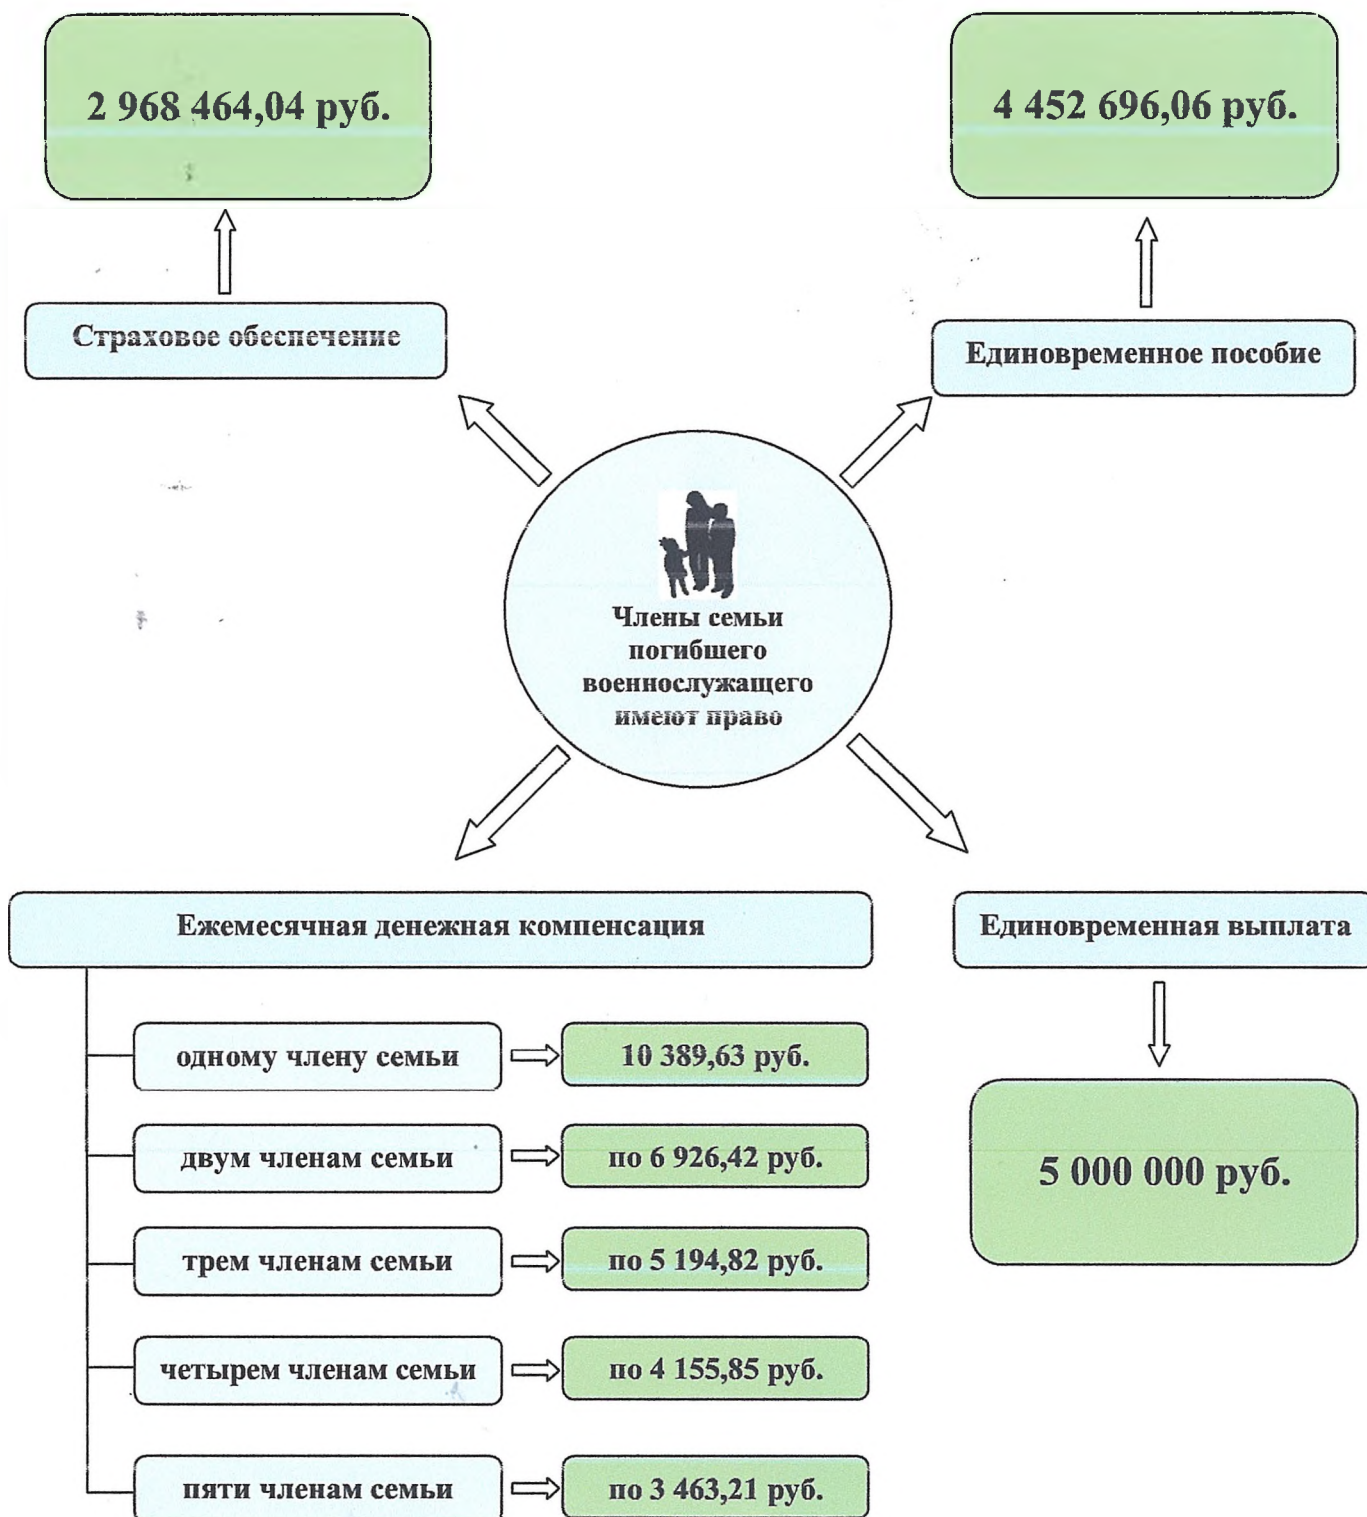 2 968 464,04 руб.
4 452 696,06 руб.
Страховое обеспечение
Единовременное пособие
Члены семьи
погибшего
военнослужащего
имеют право
Ежемесячная денежная компенсация
Единовременная выплата
одному члену семьи
10 389,63 руб.
двум членам семьи
по 6 926,42 руб.
трем членам семьи
по 5 194,82 руб.
четырем членам семьи
по 4 155,85 руб.
пяти членам семьи
по 3 463,21 руб.
5 000 000 руб.